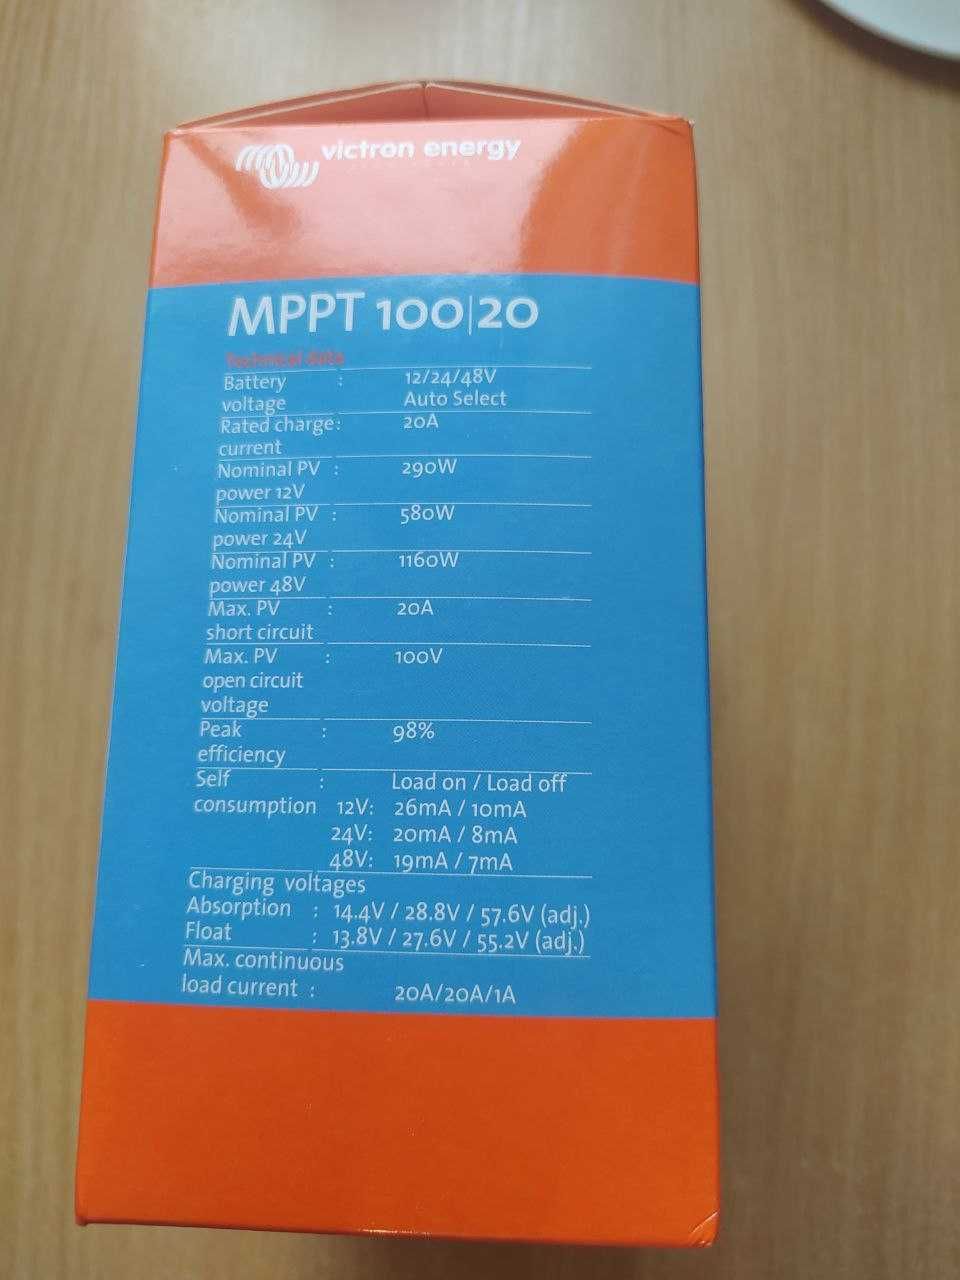 victron energy
MPPT 100|20
Technical data
Battery : 12/24/48V
voltage Auto Select
Rated charge: 20A
current
Nominal PV : 290W
power 12V
Nominal PV : 580W
power 24V
Nominal PV : 1160W
power 48V
Max. PV : 20A
short circuit
Max. PV : 100V
open circuit
voltage
Peak : 98%
efficiency
Self : Load on / Load off
consumption 12V: 26mA / 10mA
24V: 20mA / 8mA
48V: 19mA / 7mA
Charging voltages
Absorption : 14.4V / 28.8V / 57.6V (adj.)
Float : 13.8V / 27.6V / 55.2V (adj.)
Max. continuous
load current : 20A/20A/1A